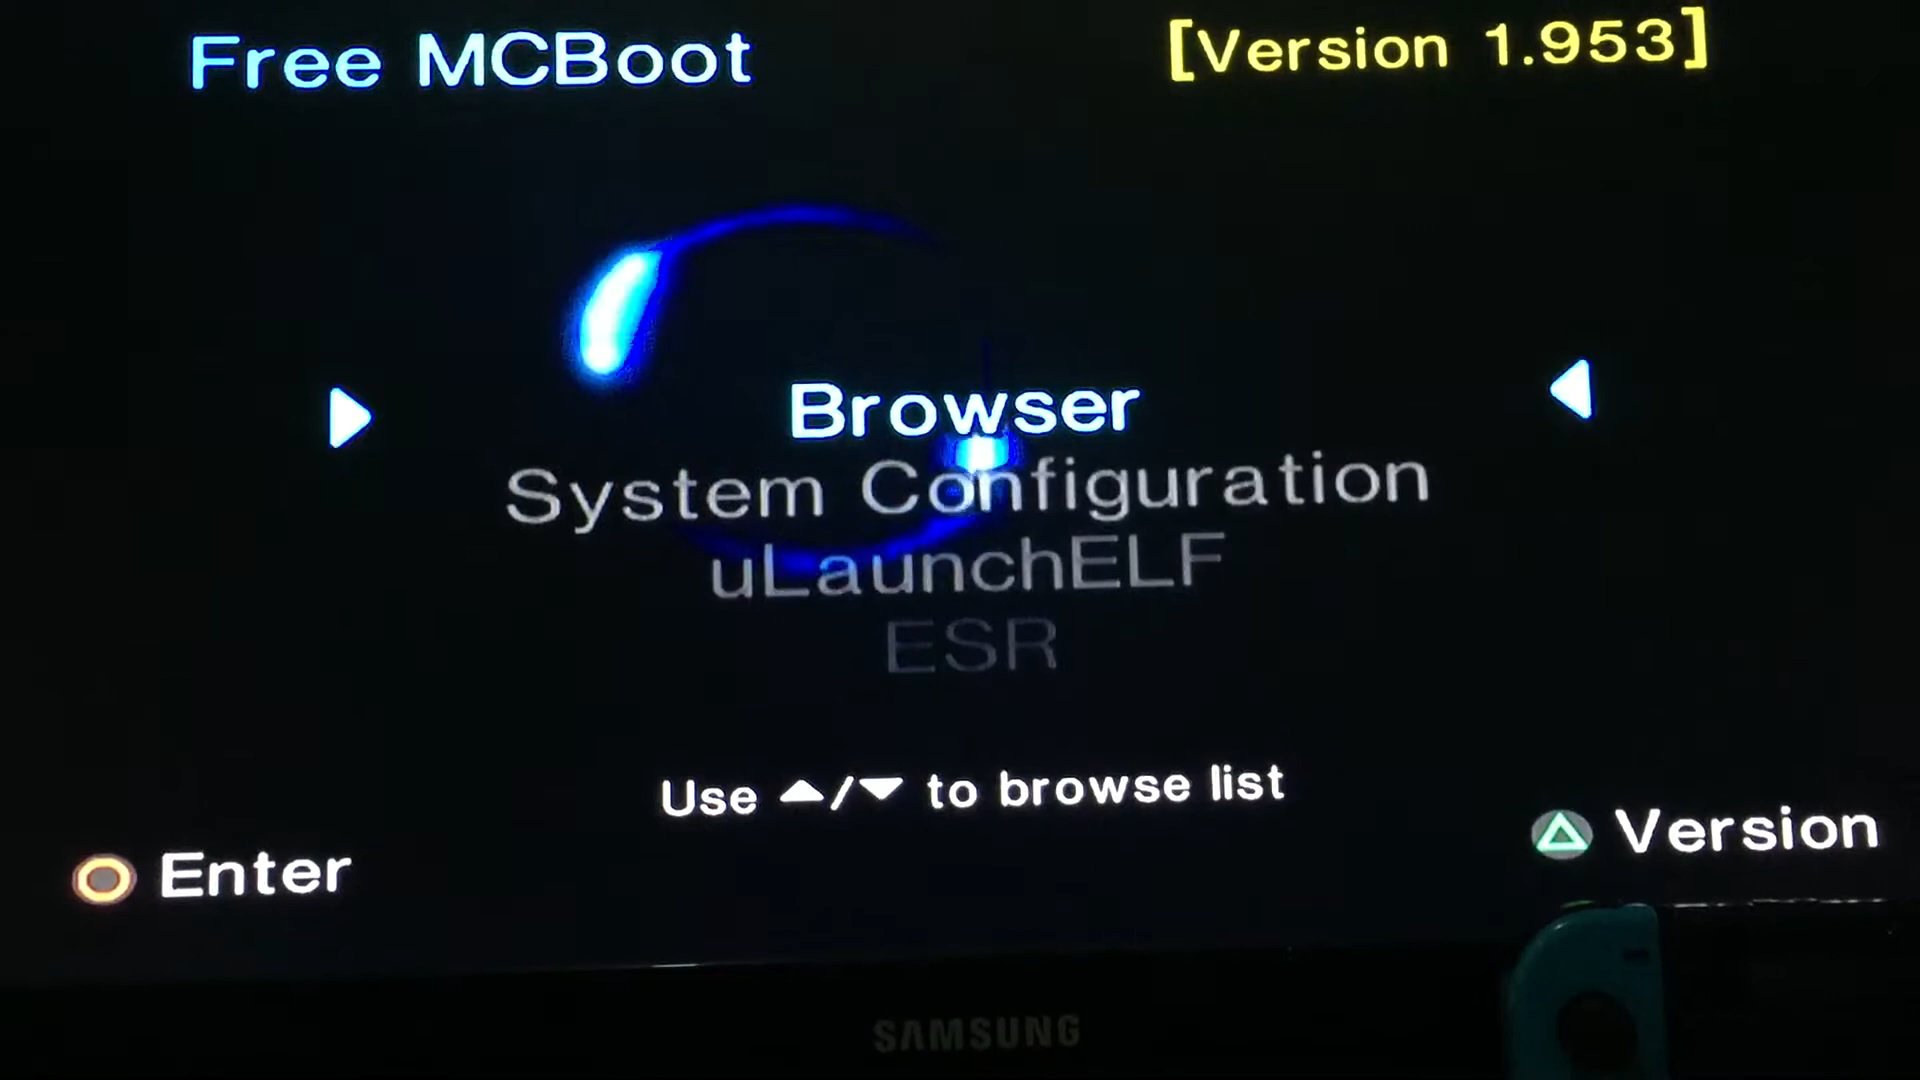 Free MCBoot
[Version 1.953]
Browser
System Configuration
uLaunchELF
ESR
Use ▲/▼ to browse list
Enter
Version
SAMSUNG